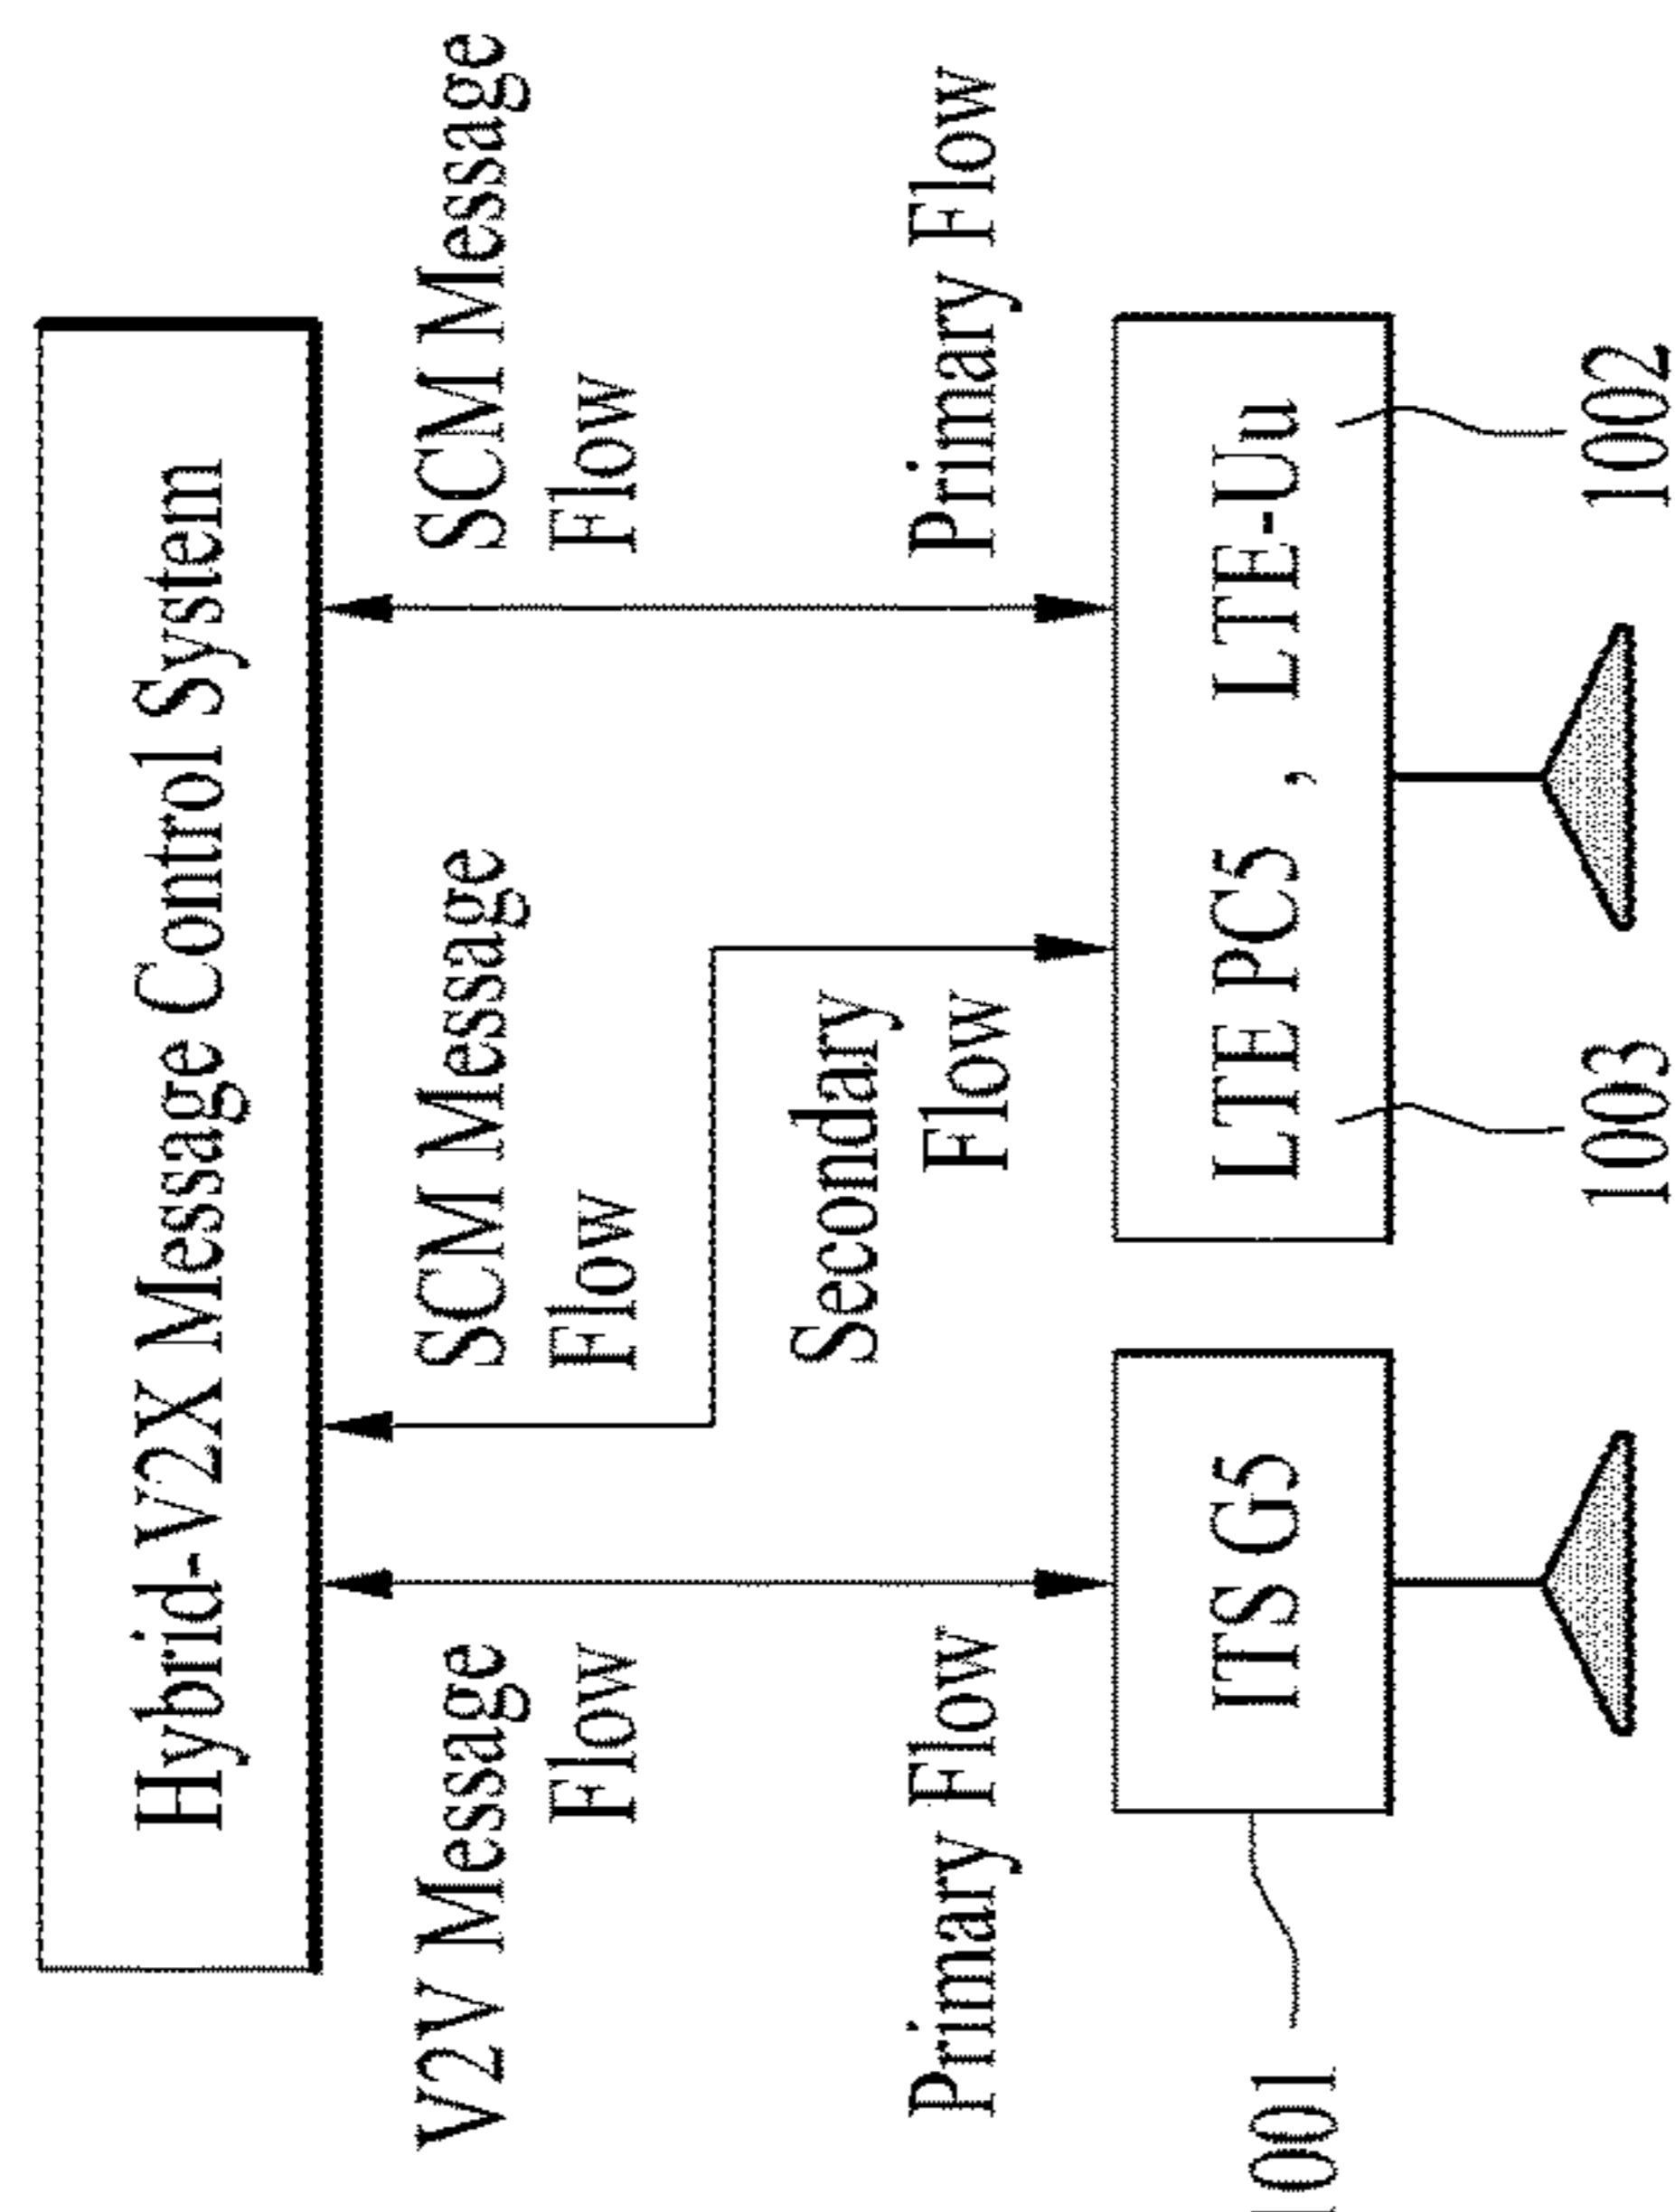 Hybrid-V2X Message Control System
V2V Message
Flow
SCM Message
Flow
SCM Message
Flow
Secondary
Flow
Primary Flow
Primary Flow
ITS G5
LTE PC5 , LTE-Uu
1001
1003
1002